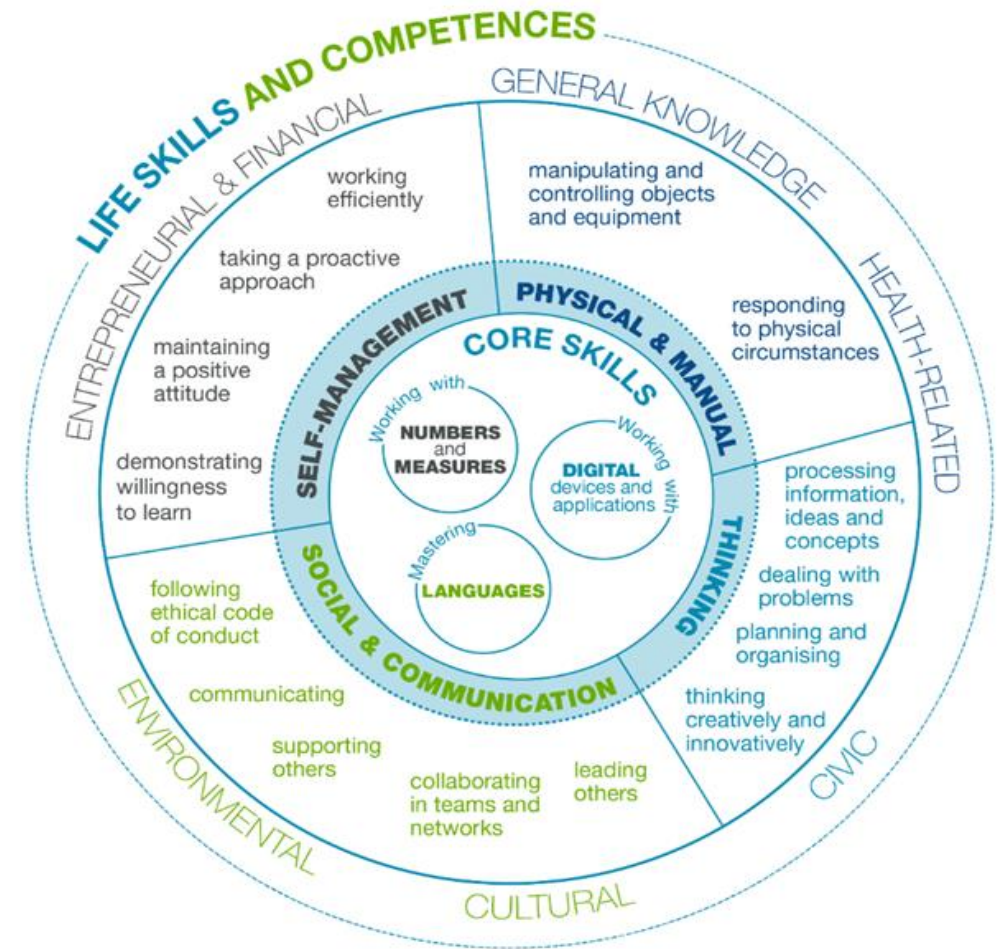 LIFE SKILLS AND COMPETENCES
ENTREPRENEURIAL & FINANCIAL
GENERAL KNOWLEDGE
HEALTH-RELATED
CIVIC
CULTURAL
ENVIRONMENTAL
SELF-MANAGEMENT
working
efficiently
taking a proactive
approach
maintaining
a positive
attitude
demonstrating
willingness
to learn
PHYSICAL & MANUAL
manipulating and
controlling objects
and equipment
responding
to physical
circumstances
THINKING
processing
information,
ideas and
concepts
dealing with
problems
planning and
organising
thinking
creatively and
innovatively
SOCIAL & COMMUNICATION
following
ethical code
of conduct
communicating
supporting
others
collaborating
in teams and
networks
leading
others
CORE SKILLS
Working with
NUMBERS
and
MEASURES
Working with
DIGITAL
devices and
applications
Mastering
LANGUAGES